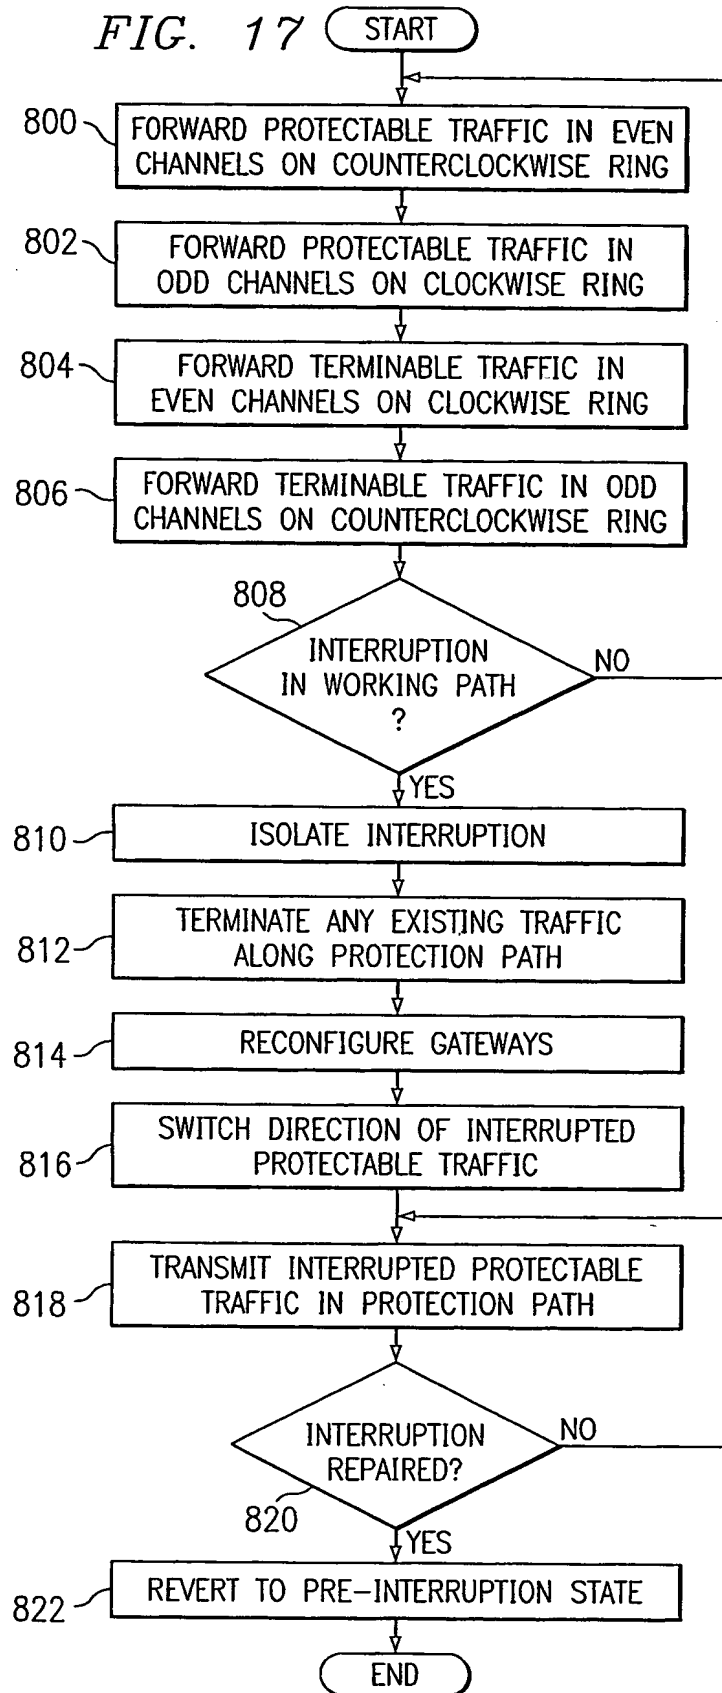 FIG. 17
START
800
FORWARD PROTECTABLE TRAFFIC IN EVEN
CHANNELS ON COUNTERCLOCKWISE RING
802
FORWARD PROTECTABLE TRAFFIC IN
ODD CHANNELS ON CLOCKWISE RING
804
FORWARD TERMINABLE TRAFFIC IN
EVEN CHANNELS ON CLOCKWISE RING
806
FORWARD TERMINABLE TRAFFIC IN ODD
CHANNELS ON COUNTERCLOCKWISE RING
808
INTERRUPTION
IN WORKING PATH
?
NO
YES
810
ISOLATE INTERRUPTION
812
TERMINATE ANY EXISTING TRAFFIC
ALONG PROTECTION PATH
814
RECONFIGURE GATEWAYS
816
SWITCH DIRECTION OF INTERRUPTED
PROTECTABLE TRAFFIC
818
TRANSMIT INTERRUPTED PROTECTABLE
TRAFFIC IN PROTECTION PATH
INTERRUPTION
REPAIRED?
NO
820
YES
822
REVERT TO PRE-INTERRUPTION STATE
END